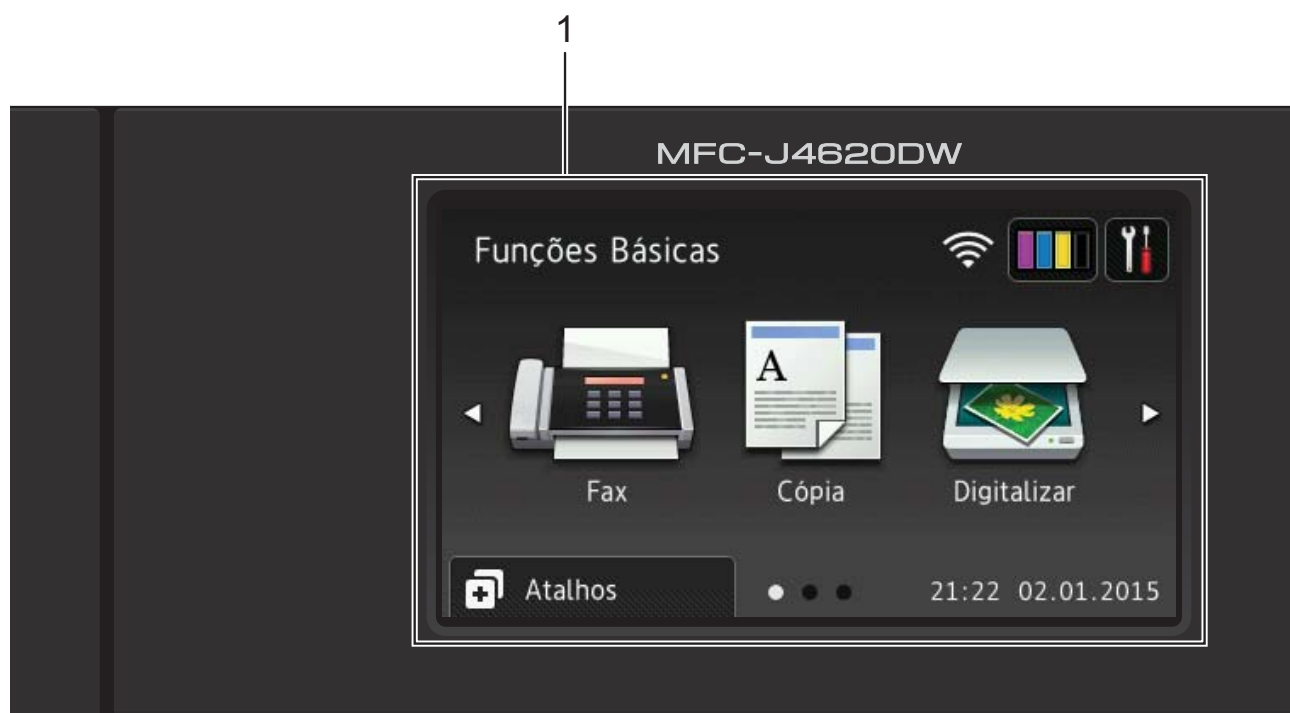 1
MFC-J4620DW
Funções Básicas
A
Fax Cópia Digitalizar
Atalhos 21:22 02.01.2015